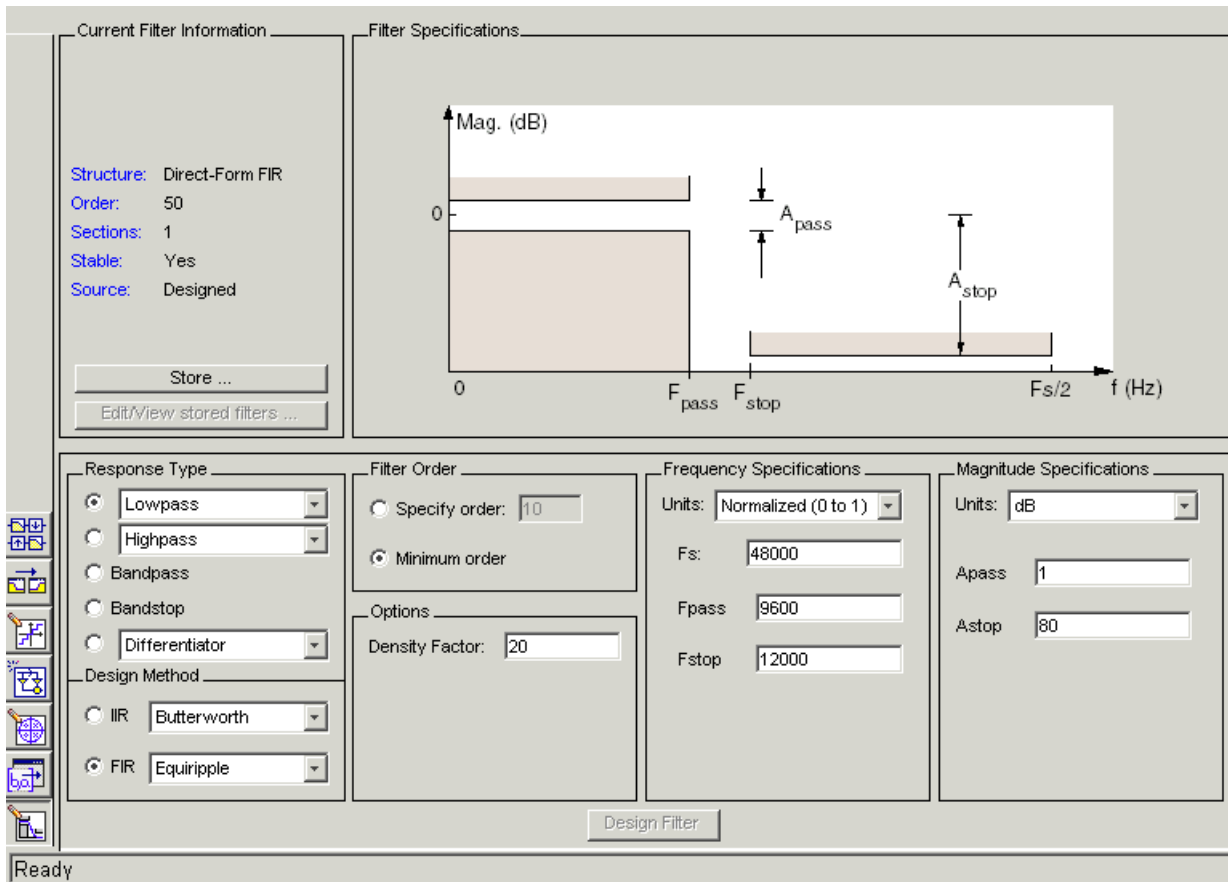 Current Filter Information
Structure: Direct-Form FIR
Order: 50
Sections: 1
Stable: Yes
Source: Designed
Store ...
Edit/View stored filters ...
Filter Specifications
Mag. (dB)
0
A pass
A stop
0
F pass
F stop
Fs/2
f (Hz)
Response Type
Lowpass
Highpass
Bandpass
Bandstop
Differentiator
Design Method
IIR Butterworth
FIR Equiripple
Filter Order
Specify order: 10
Minimum order
Options
Density Factor: 20
Frequency Specifications
Units: Normalized (0 to 1)
Fs: 48000
Fpass 9600
Fstop 12000
Magnitude Specifications
Units: dB
Apass 1
Astop 80
Design Filter
[b,a]
Ready